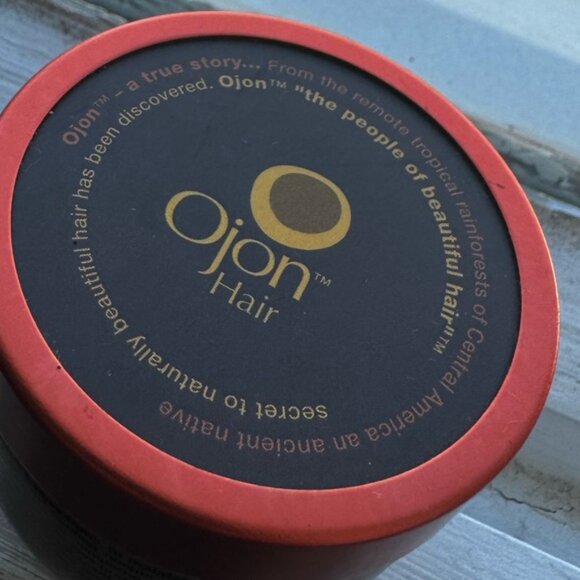 Ojon™ – a true story... From the remote tropical rainforests of Central America an ancient native
secret to naturally beautiful hair has been discovered. Ojon™ "the people of beautiful hair"™
Ojon™
Hair